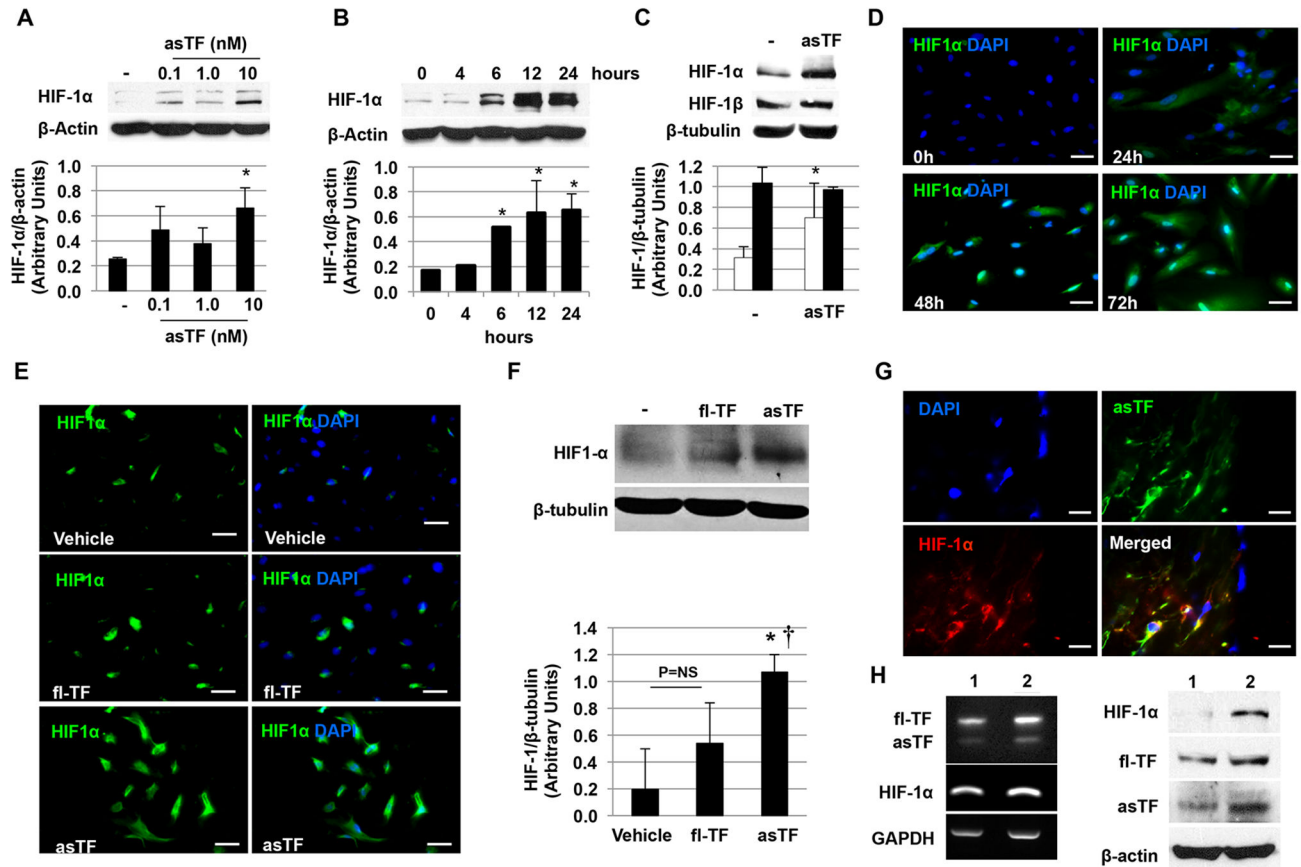 A
asTF (nM)
- 0.1 1.0 10
HIF-1α
β-Actin
HIF-1α/β-actin
(Arbitrary Units)
1.0
0.8
0.6
0.4
0.2
0.0
*
- 0.1 1.0 10
asTF (nM)
B
0 4 6 12 24 hours
HIF-1α
β-Actin
HIF-1α/β-actin
(Arbitrary Units)
1.0
0.8
0.6
0.4
0.2
0.0
* * *
0 4 6 12 24
hours
C
- asTF
HIF-1α
HIF-1β
β-tubulin
HIF-1/β-tubulin
(Arbitrary Units)
1.2
1.0
0.8
0.6
0.4
0.2
0.0
*
- asTF
D
HIF1α DAPI
0h
HIF1α DAPI
24h
HIF1α DAPI
48h
HIF1α DAPI
72h
E
HIF1α
Vehicle
HIF1α DAPI
Vehicle
HIF1α
fl-TF
HIF1α DAPI
fl-TF
HIF1α
asTF
HIF1α DAPI
asTF
F
- fl-TF asTF
HIF1-α
β-tubulin
HIF-1/β-tubulin
(Arbitrary Units)
1.4
1.2
1.0
0.8
0.6
0.4
0.2
0.0
P=NS
* †
Vehicle fl-TF asTF
G
DAPI
asTF
HIF-1α
Merged
H
1 2
fl-TF
asTF
HIF-1α
GAPDH
1 2
HIF-1α
fl-TF
asTF
β-actin